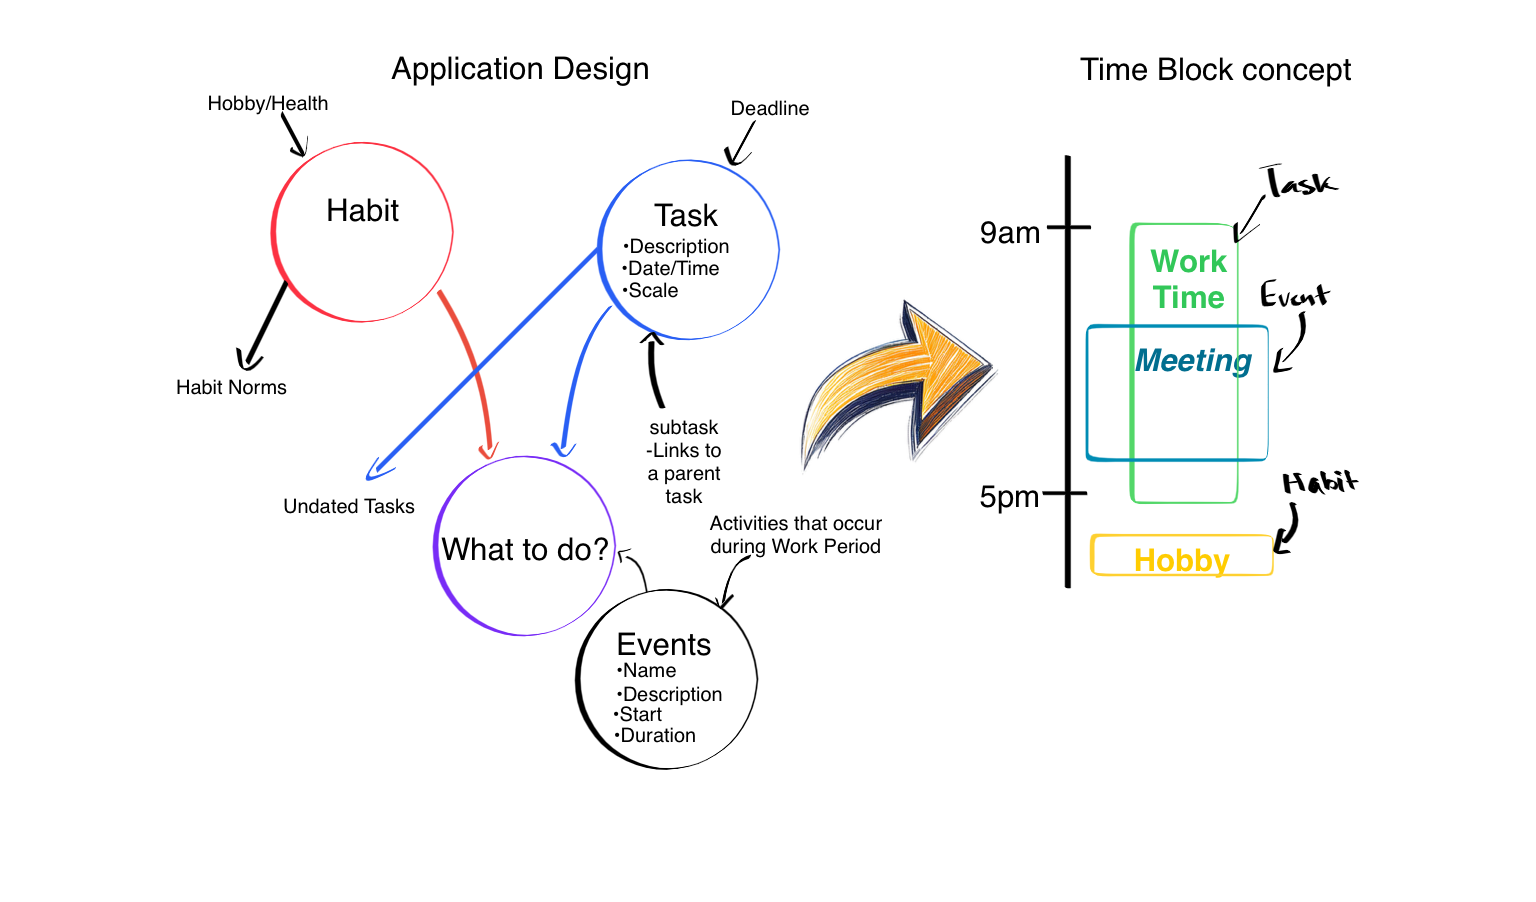 Application Design
Time Block concept
Hobby/Health
Deadline
Habit
Task
•Description
•Date/Time
•Scale
Habit Norms
subtask
-Links to
a parent
task
Undated Tasks
What to do?
Activities that occur
during Work Period
Events
•Name
•Description
•Start
•Duration
Task
9am
Work
Time
Event
Meeting
Habit
5pm
Hobby